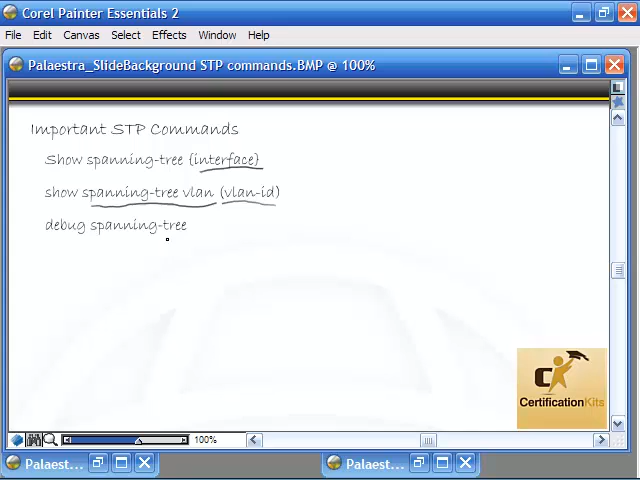 Corel Painter Essentials 2
File Edit Canvas Select Effects Window Help
Palaestra_SlideBackground STP commands.BMP @ 100%
Important STP Commands
Show spanning-tree {interface}
show spanning-tree vlan (vlan-id)
debug spanning-tree
C
CertificationKits
100%
Palaest... Palaest...